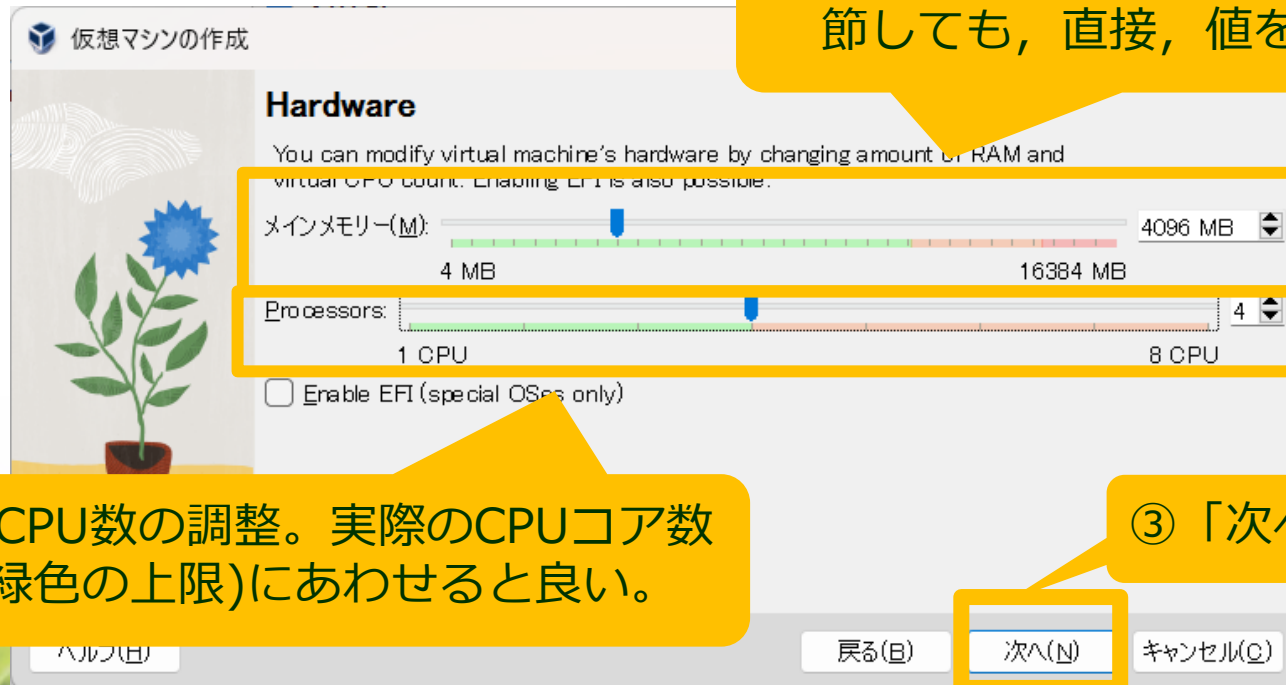 節しても，直接，値を
仮想マシンの作成
Hardware
You can modify virtual machine's hardware by changing amount of RAM and
virtual CPU count. Enabling EFI is also possible.
メインメモリー(M): 4096 MB
4 MB 16384 MB
Processors: 4
1 CPU 8 CPU
Enable EFI (special OSes only)
CPU数の調整。実際のCPUコア数
緑色の上限)にあわせると良い。
③「次へ
ヘルプ(H) 戻る(B) 次へ(N) キャンセル(C)